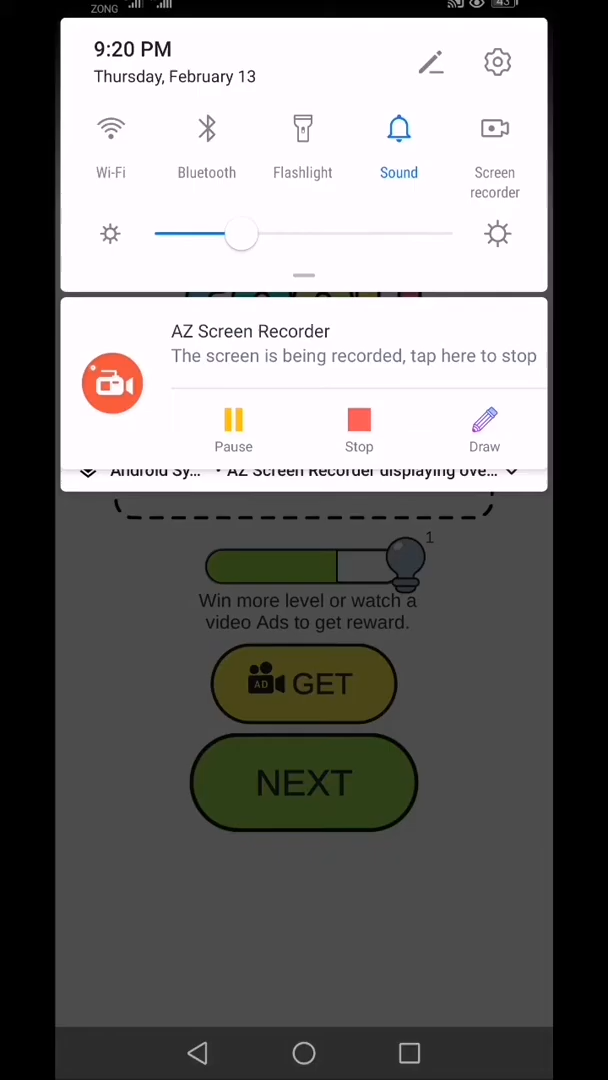 ZONG 43
9:20 PM
Thursday, February 13
Wi-Fi Bluetooth Flashlight Sound Screen recorder
AZ Screen Recorder
The screen is being recorded, tap here to stop
Pause Stop Draw
Android Sy... • AZ Screen Recorder displaying ove...
1
Win more level or watch a
video Ads to get reward.
AD GET
NEXT